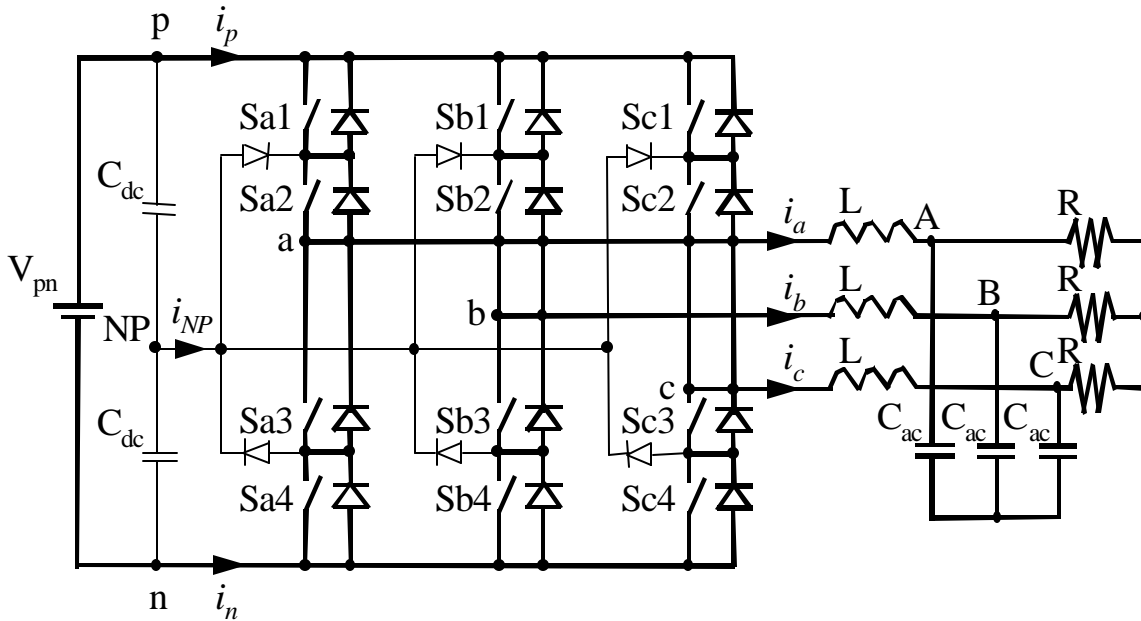 p
i_p
Sa1
Sb1
Sc1
C_dc
Sa2
Sb2
Sc2
i_a
L
A
R
a
V_pn
i_b
L
B
R
NP
i_NP
b
i_c
L
C
R
c
C_dc
Sa3
Sb3
Sc3
C_ac
C_ac
C_ac
Sa4
Sb4
Sc4
n
i_n